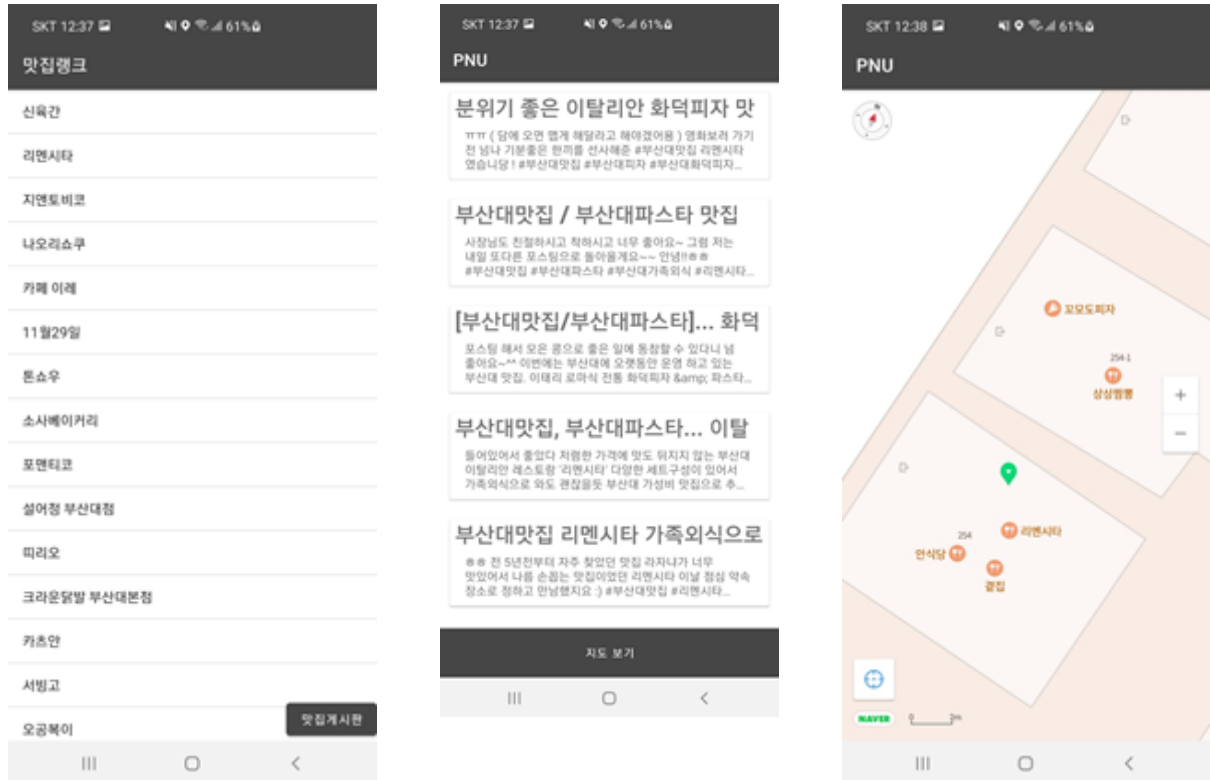 SKT 12:37 61%
맛집랭크
신육간
리멘시타
지앤토비코
나오리쇼쿠
카페 이레
11월29일
톤쇼우
소사베이커리
포맨티코
설어정 부산대점
띠리오
크라운닭발 부산대본점
카츠안
서빙고
오공복이
맛집게시판
SKT 12:37 61%
PNU
분위기 좋은 이탈리안 화덕피자 맛
ㅠㅠ ( 담에 오면 맵게 해달라고 해야겠어용 ) 영화보러 가기
전 넘나 기분좋은 한끼를 선사해준 #부산대맛집 리멘시타
였습니당 ! #부산대맛집 #부산대피자 #부산대화덕피자...
부산대맛집 / 부산대파스타 맛집
사장님도 친절하시고 착하시고 너무 좋아요~ 그럼 저는
내일 또다른 포스팅으로 돌아올게요~~ 안녕!!ㅎㅎ
#부산대맛집 #부산대파스타 #부산대가족외식 #리멘시타...
[부산대맛집/부산대파스타]... 화덕
포스팅 해서 모은 콩으로 좋은 일에 동참할 수 있다니 넘
좋아요~^^ 이번에는 부산대에 오랫동안 운영 하고 있는
부산대 맛집. 이태리 로마식 전통 화덕피자 &amp; 파스타...
부산대맛집, 부산대파스타... 이탈
들어있어서 좋았다 저렴한 가격에 맛도 뒤지지 않는 부산대
이탈리안 레스토랑 '리멘시타' 다양한 세트구성이 있어서
가족외식으로 와도 괜찮을듯 부산대 가성비 맛집으로 추...
부산대맛집 리멘시타 가족외식으로
ㅎㅎ 전 5년전부터 자주 찾았던 맛집 라자냐가 너무
맛있어서 나름 손꼽는 맛집이었던 리멘시타 이날 점심 약속
장소로 정하고 만남했지요 :) #부산대맛집 #리멘시타...
지도 보기
SKT 12:38 61%
PNU
꼬모도피자
254-1
상상짬뽕
254
리멘시타
안식당
곁집
NAVER 0 2m